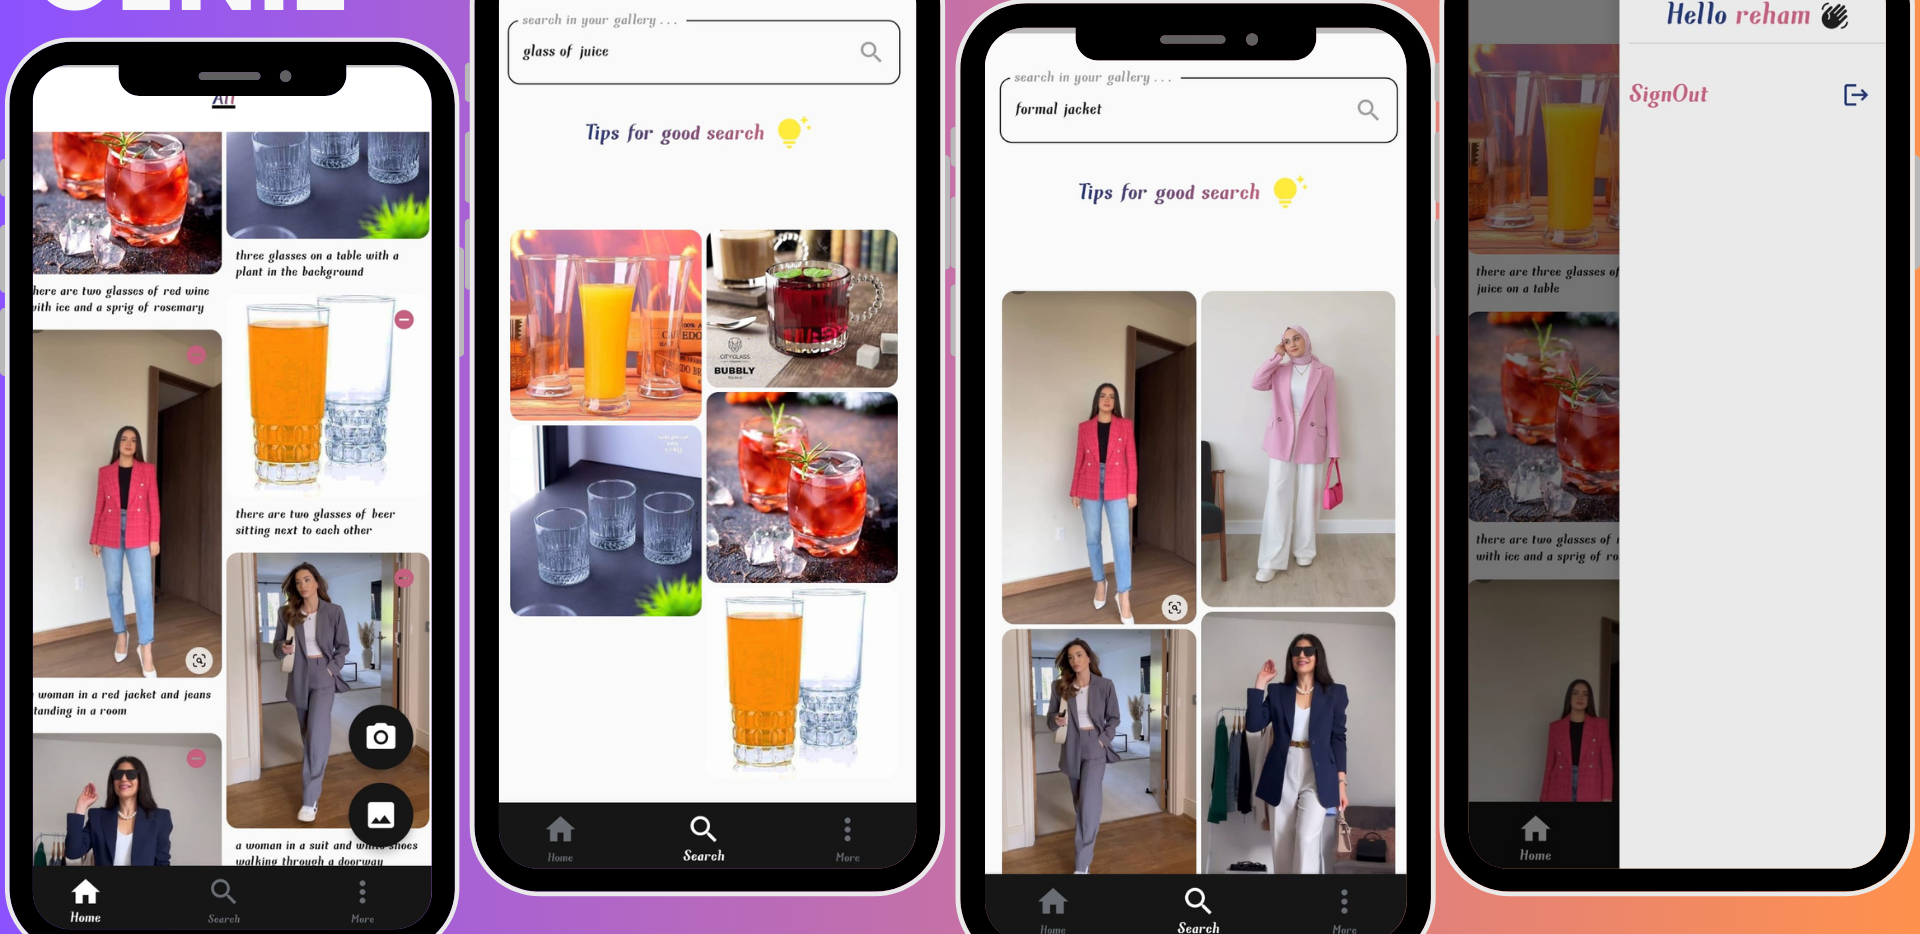 GENIE
All
there are two glasses of red wine
with ice and a sprig of rosemary
woman in a red jacket and jeans
standing in a room
three glasses on a table with a
plant in the background
there are two glasses of beer
sitting next to each other
a woman in a suit and white shoes
walking through a doorway
Home
Search
More
search in your gallery . . .
glass of juice
Tips for good search
CITYGLASS
BUBBLY
Home
Search
More
search in your gallery . . .
formal jacket
Tips for good search
Home
Search
More
there are three glasses of
juice on a table
there are two glasses of
with ice and a sprig of ro
Home
Hello reham
SignOut